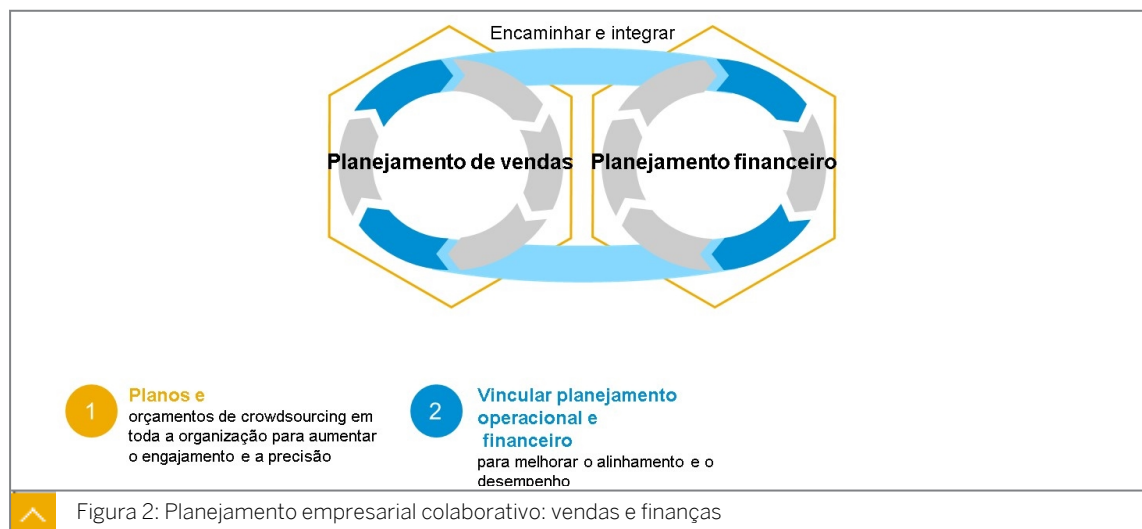 Encaminhar e integrar
Planejamento de vendas
Planejamento financeiro
1
Planos e
orçamentos de crowdsourcing em
toda a organização para aumentar
o engajamento e a precisão
2
Vincular planejamento
operacional e
financeiro
para melhorar o alinhamento e o
desempenho
Figura 2: Planejamento empresarial colaborativo: vendas e finanças